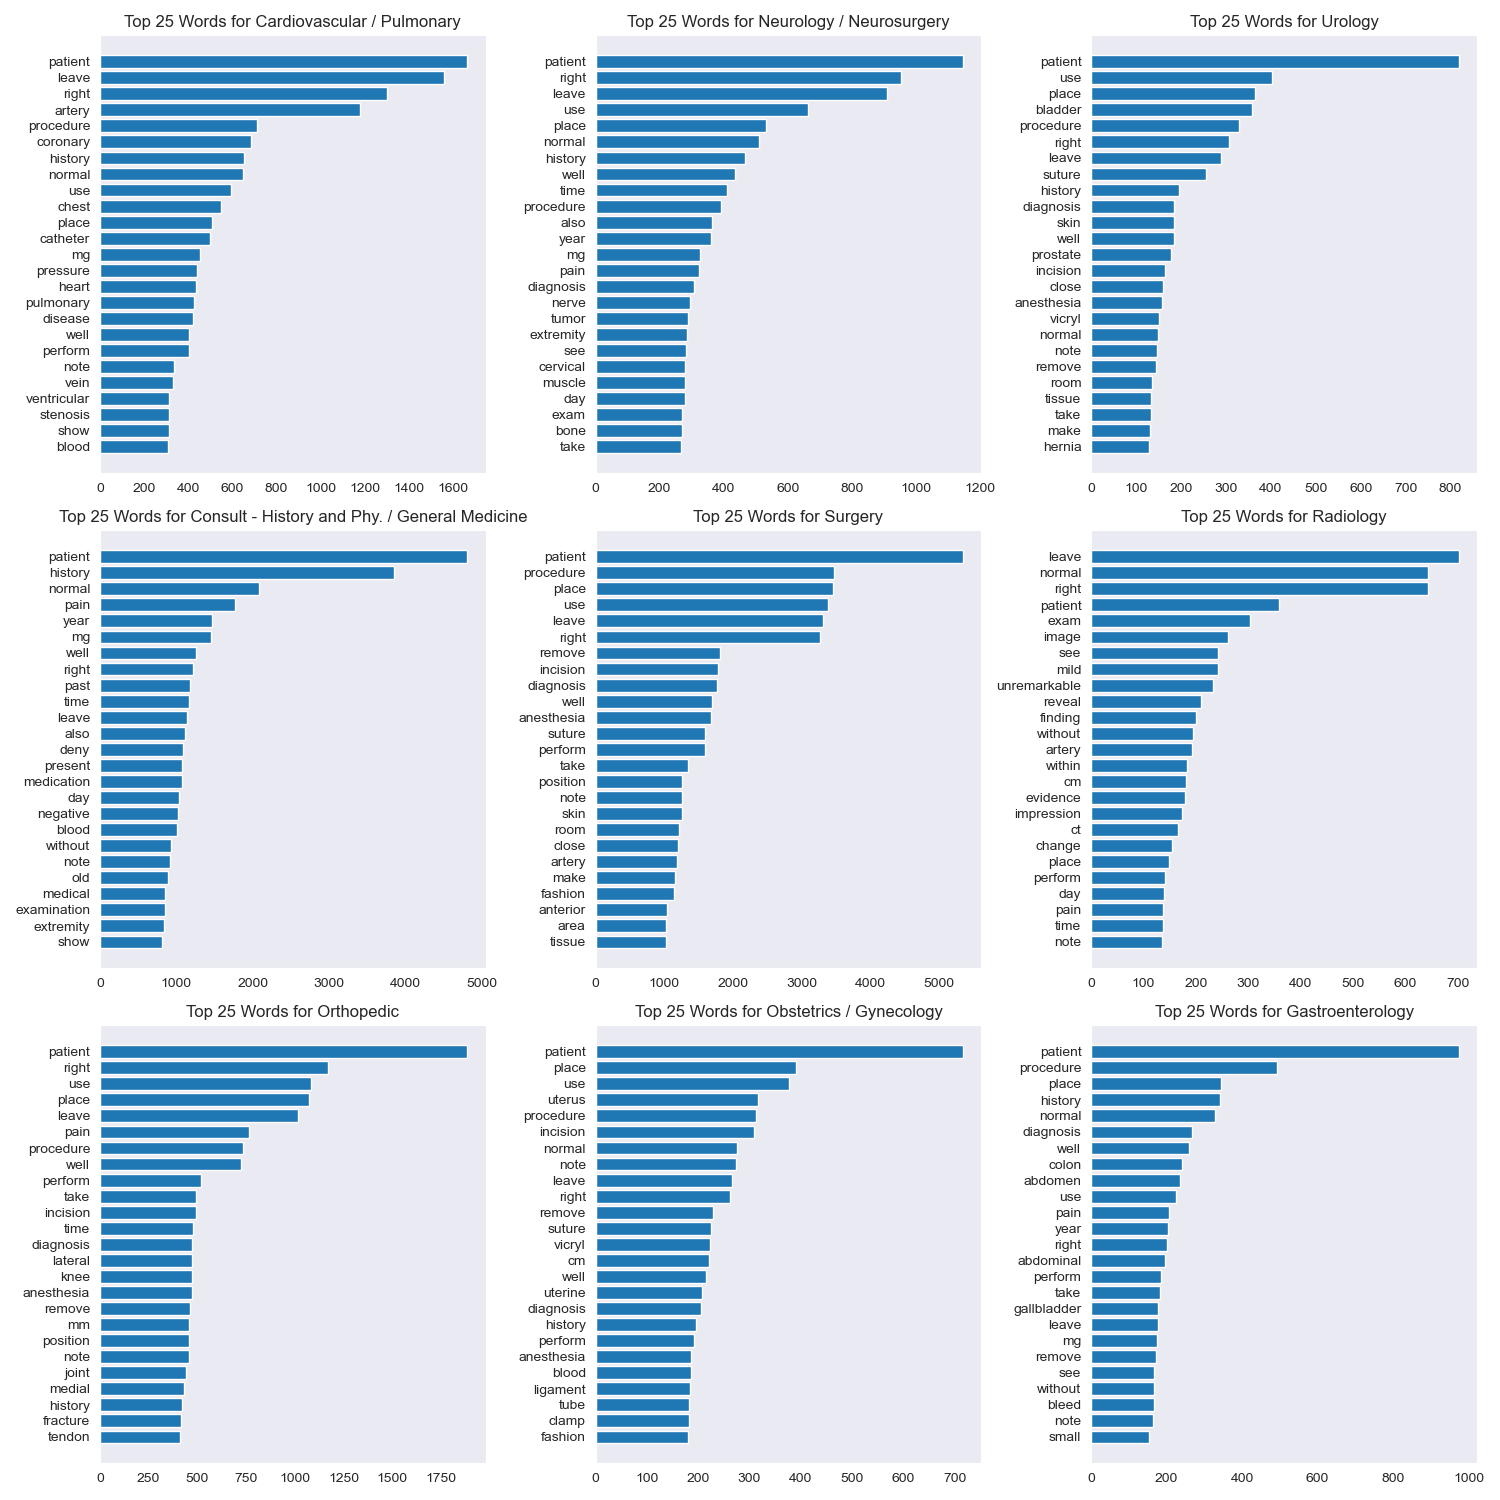 Top 25 Words for Cardiovascular / Pulmonary
patient
leave
right
artery
procedure
coronary
history
normal
use
chest
place
catheter
mg
pressure
heart
pulmonary
disease
well
perform
note
vein
ventricular
stenosis
show
blood
0 200 400 600 800 1000 1200 1400 1600
Top 25 Words for Neurology / Neurosurgery
patient
right
leave
use
place
normal
history
well
time
procedure
also
year
mg
pain
diagnosis
nerve
tumor
extremity
see
cervical
muscle
day
exam
bone
take
0 200 400 600 800 1000 1200
Top 25 Words for Urology
patient
use
place
bladder
procedure
right
leave
suture
history
diagnosis
skin
well
prostate
incision
close
anesthesia
vicryl
normal
note
remove
room
tissue
take
make
hernia
0 100 200 300 400 500 600 700 800
Top 25 Words for Consult - History and Phy. / General Medicine
patient
history
normal
pain
year
mg
well
right
past
time
leave
also
deny
present
medication
day
negative
blood
without
note
old
medical
examination
extremity
show
0 1000 2000 3000 4000 5000
Top 25 Words for Surgery
patient
procedure
place
use
leave
right
remove
incision
diagnosis
well
anesthesia
suture
perform
take
position
note
skin
room
close
artery
make
fashion
anterior
area
tissue
0 1000 2000 3000 4000 5000
Top 25 Words for Radiology
leave
normal
right
patient
exam
image
see
mild
unremarkable
reveal
finding
without
artery
within
cm
evidence
impression
ct
change
place
perform
day
pain
time
note
0 100 200 300 400 500 600 700
Top 25 Words for Orthopedic
patient
right
use
place
leave
pain
procedure
well
perform
take
incision
time
diagnosis
lateral
knee
anesthesia
remove
mm
position
note
joint
medial
history
fracture
tendon
0 250 500 750 1000 1250 1500 1750
Top 25 Words for Obstetrics / Gynecology
patient
place
use
uterus
procedure
incision
normal
note
leave
right
remove
suture
vicryl
cm
well
uterine
diagnosis
history
perform
anesthesia
blood
ligament
tube
clamp
fashion
0 100 200 300 400 500 600 700
Top 25 Words for Gastroenterology
patient
procedure
place
history
normal
diagnosis
well
colon
abdomen
use
pain
year
right
abdominal
perform
take
gallbladder
leave
mg
remove
see
without
bleed
note
small
0 200 400 600 800 1000